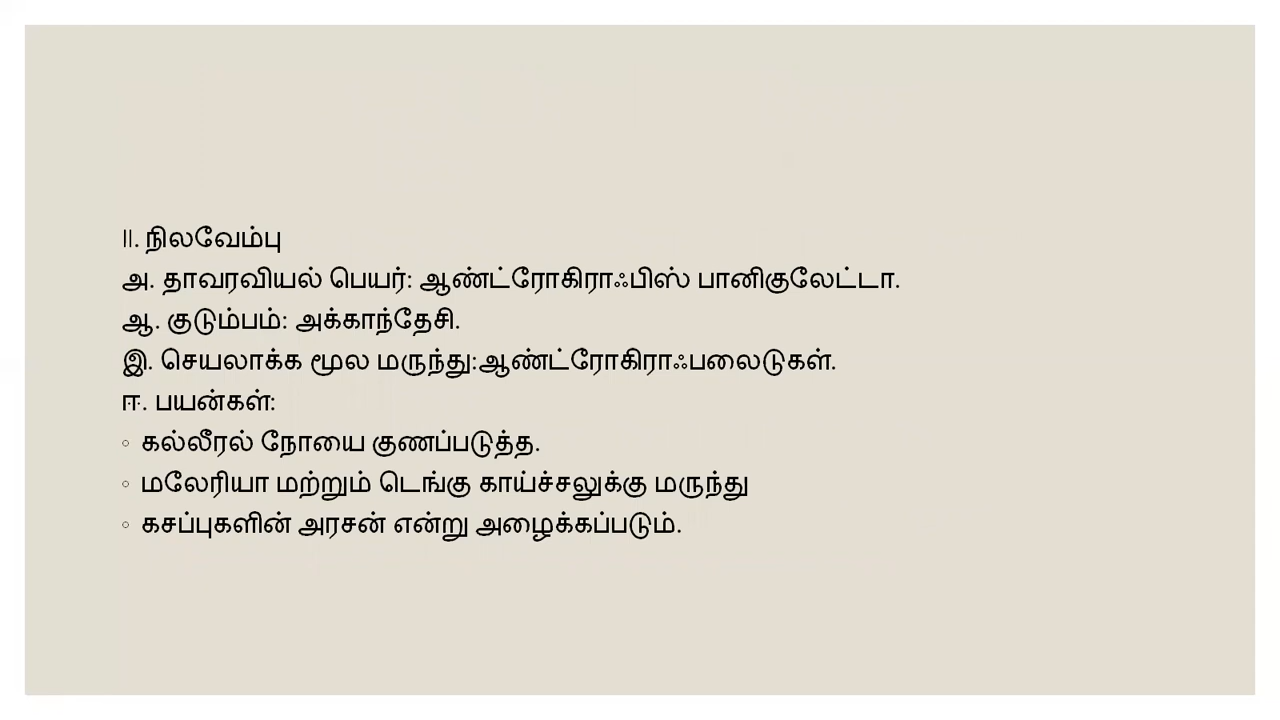 II. நிலவேம்பு
அ. தாவரவியல் பெயர்: ஆண்ட்ரோகிராஃபிஸ் பானிகுலேட்டா.
ஆ. குடும்பம்: அக்காந்தேசி.
இ. செயலாக்க மூல மருந்து:ஆண்ட்ரோகிராஃபலைடுகள்.
ஈ. பயன்கள்:
◦ கல்லீரல் நோயை குணப்படுத்த.
◦ மலேரியா மற்றும் டெங்கு காய்ச்சலுக்கு மருந்து
◦ கசப்புகளின் அரசன் என்று அழைக்கப்படும்.